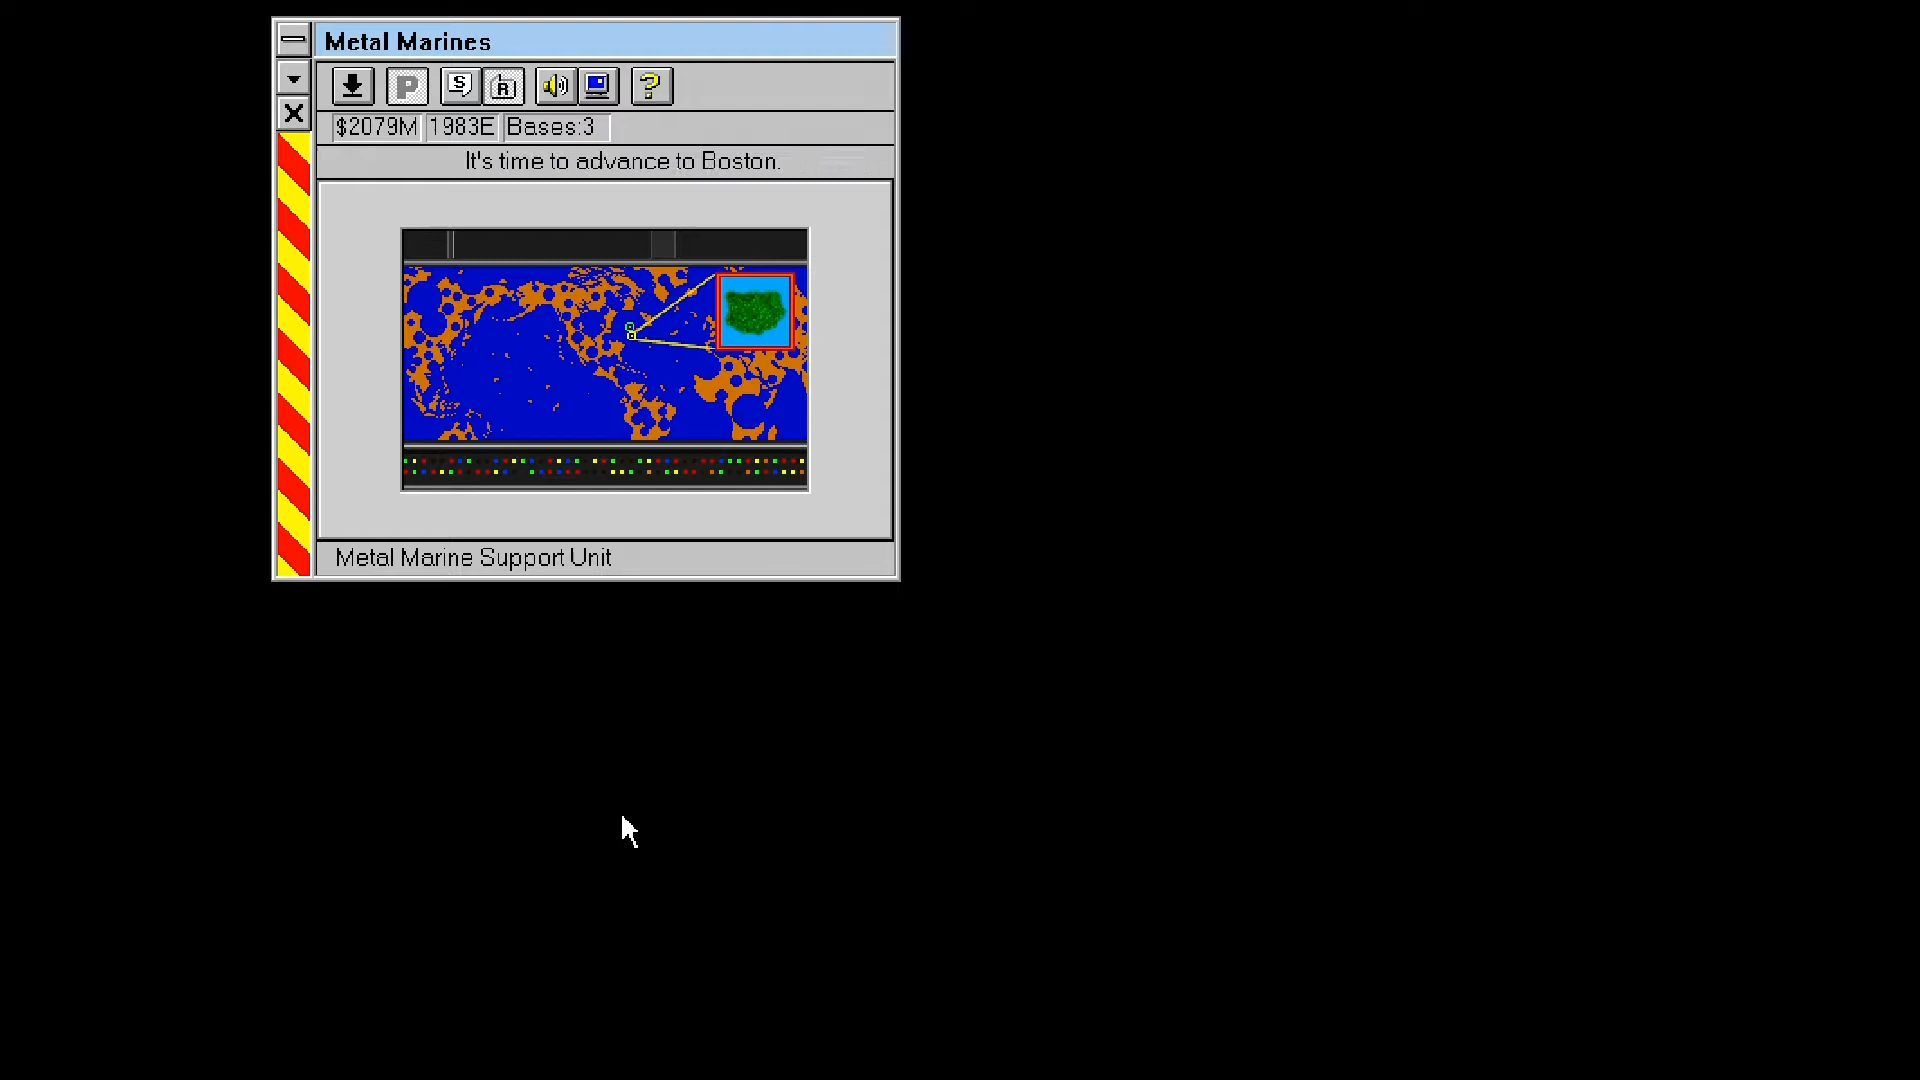 Metal Marines
P S R ?
$2079M 1983E Bases:3
It's time to advance to Boston.
Metal Marine Support Unit